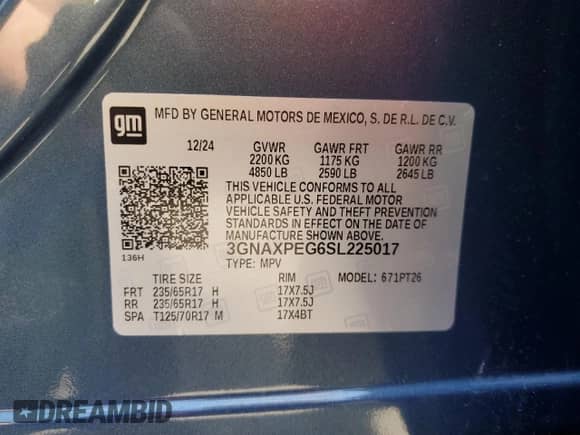 gm
MFD BY GENERAL MOTORS DE MEXICO, S. DE R.L. DE C.V.
12/24 GVWR GAWR FRT GAWR RR
2200 KG 1175 KG 1200 KG
4850 LB 2590 LB 2645 LB
THIS VEHICLE CONFORMS TO ALL
APPLICABLE U.S. FEDERAL MOTOR
VEHICLE SAFETY AND THEFT PREVENTION
STANDARDS IN EFFECT ON THE DATE OF
MANUFACTURE SHOWN ABOVE.
136H
3GNAXPEG6SL225017
TYPE: MPV MODEL: 671PT26
TIRE SIZE RIM
FRT 235/65R17 H 17X7.5J
RR 235/65R17 H 17X7.5J
SPA T125/70R17 M 17X4BT
DREAMBID